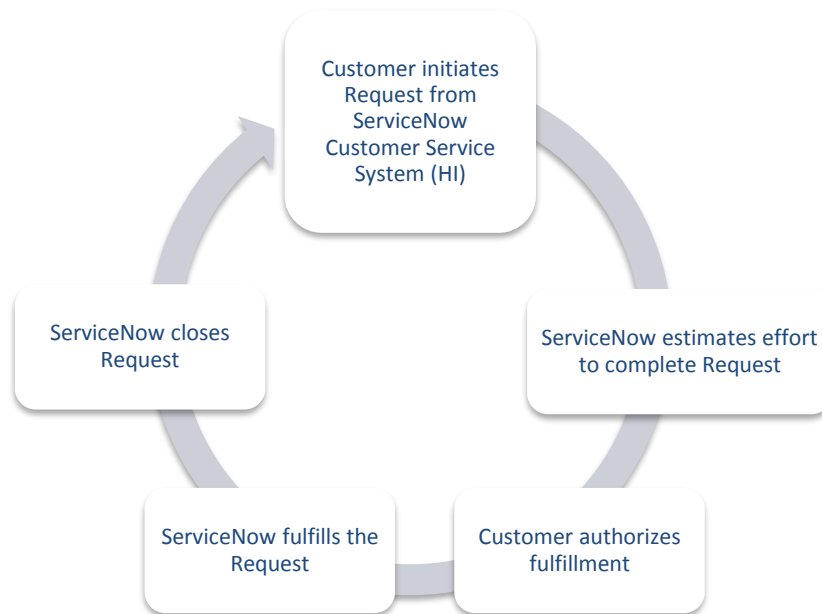 Customer initiates
Request from
ServiceNow
Customer Service
System (HI)
ServiceNow estimates effort
to complete Request
Customer authorizes
fulfillment
ServiceNow fulfills the
Request
ServiceNow closes
Request